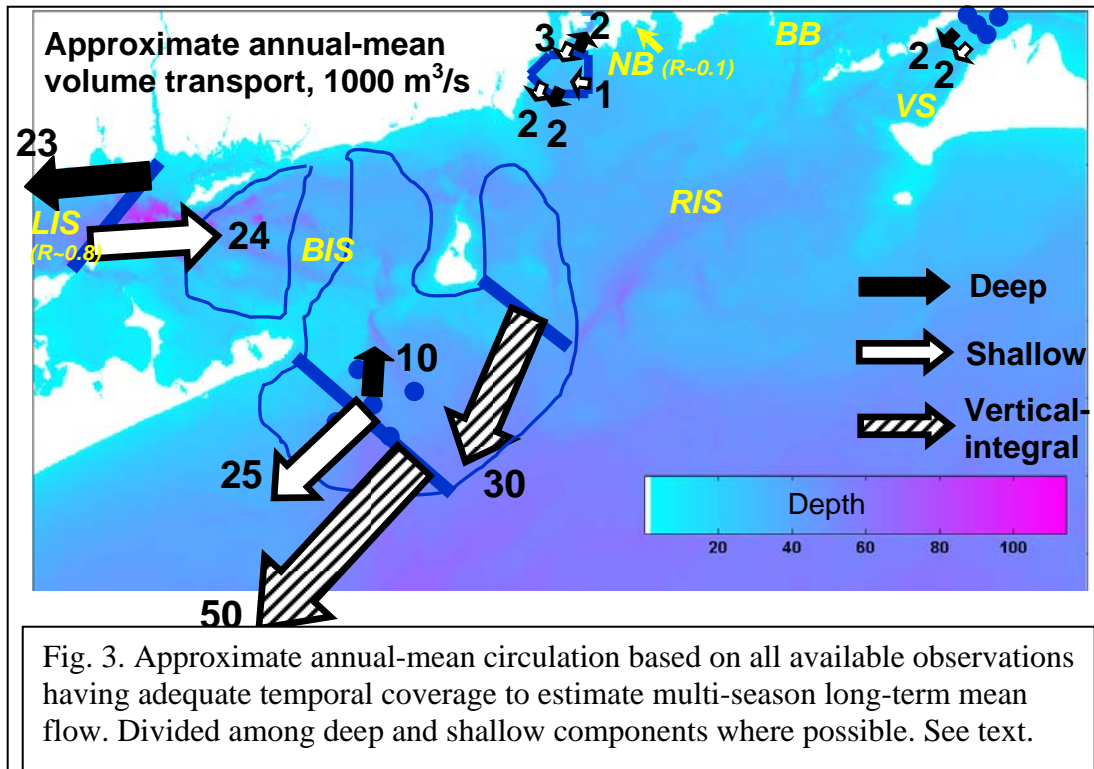 Approximate annual-mean
volume transport, 1000 m³/s
3
2
NB (R~0.1)
BB
2
2
VS
1
2
2
23
LIS
(R~0.8)
24
BIS
RIS
Deep
10
Shallow
Vertical-
integral
25
30
Depth
20 40 60 80 100
50
Fig. 3. Approximate annual-mean circulation based on all available observations
having adequate temporal coverage to estimate multi-season long-term mean
flow. Divided among deep and shallow components where possible. See text.